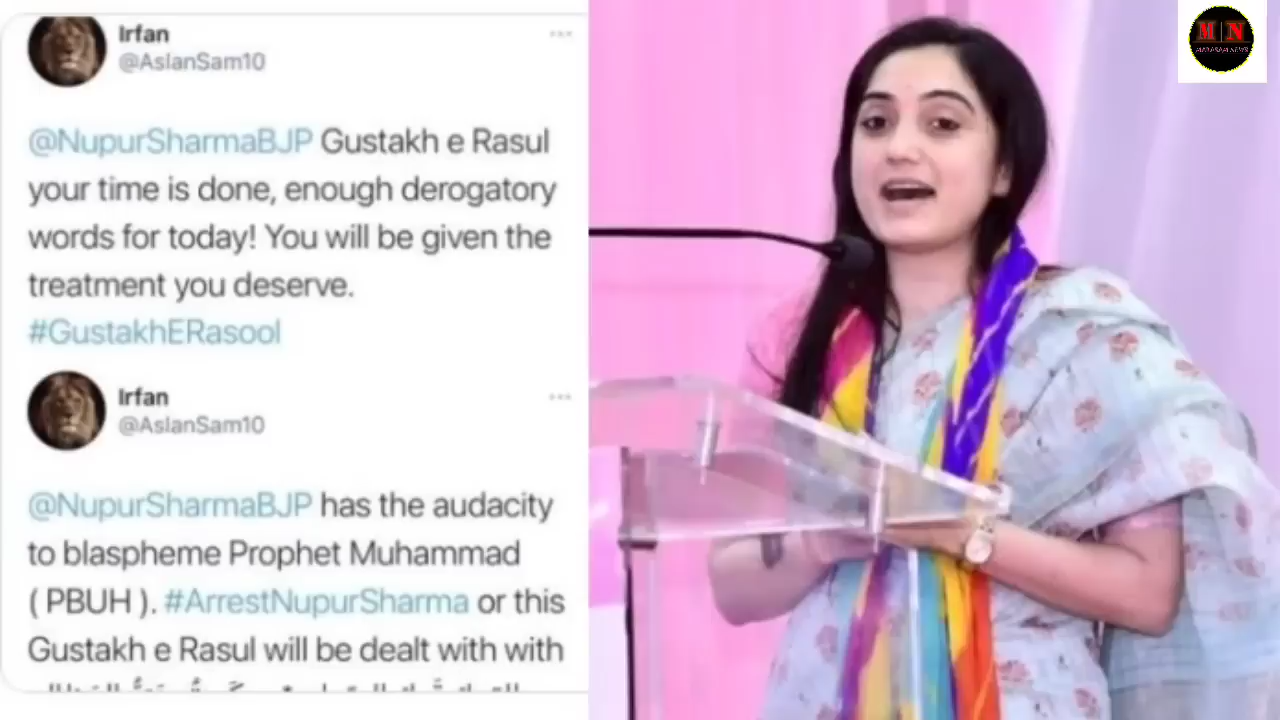 Irfan
@AslanSam10
@NupurSharmaBJP Gustakh e Rasul
your time is done, enough derogatory
words for today! You will be given the
treatment you deserve.
#GustakhERasool
Irfan
@AslanSam10
@NupurSharmaBJP has the audacity
to blaspheme Prophet Muhammad
( PBUH ). #ArrestNupurSharma or this
Gustakh e Rasul will be dealt with with
M|N